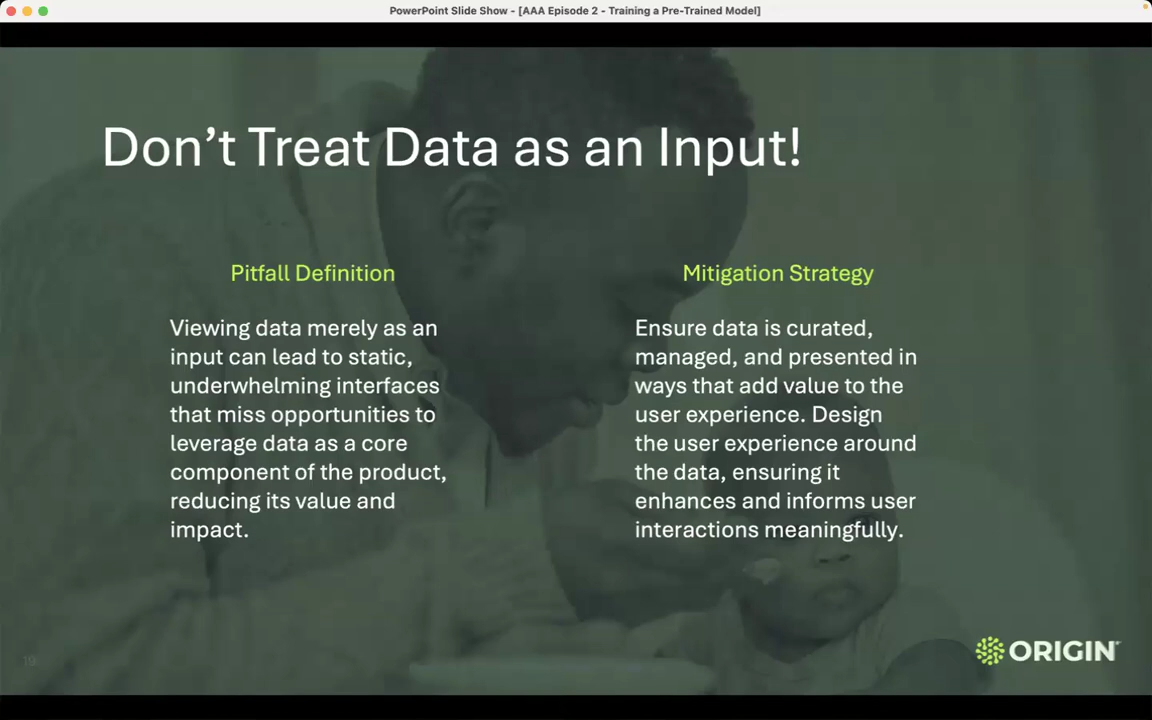 PowerPoint Slide Show - [AAA Episode 2 - Training a Pre-Trained Model]
Don't Treat Data as an Input!
Pitfall Definition
Viewing data merely as an
input can lead to static,
underwhelming interfaces
that miss opportunities to
leverage data as a core
component of the product,
reducing its value and
impact.
Mitigation Strategy
Ensure data is curated,
managed, and presented in
ways that add value to the
user experience. Design
the user experience around
the data, ensuring it
enhances and informs user
interactions meaningfully.
ORIGIN